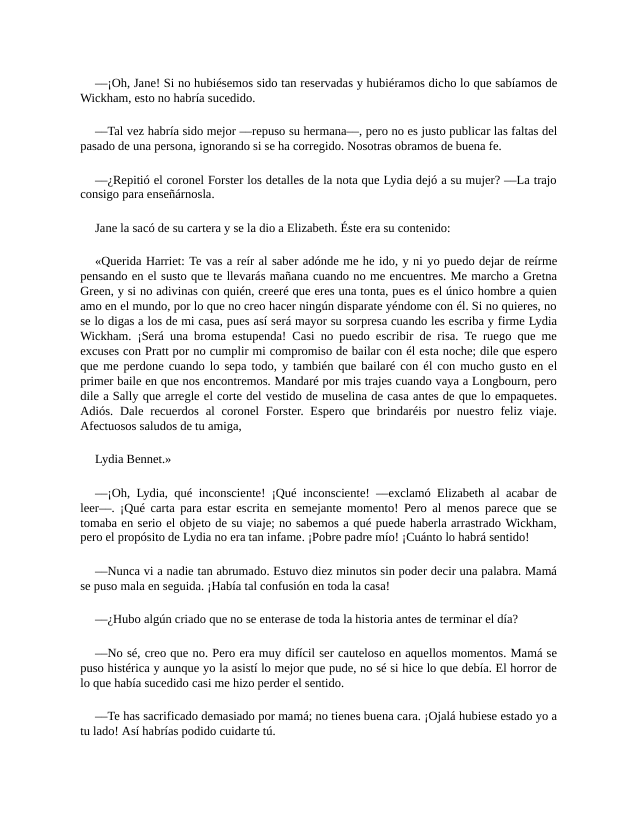 —¡Oh, Jane! Si no hubiésemos sido tan reservadas y hubiéramos dicho lo que sabíamos de
Wickham, esto no habría sucedido.
—Tal vez habría sido mejor —repuso su hermana—, pero no es justo publicar las faltas del
pasado de una persona, ignorando si se ha corregido. Nosotras obramos de buena fe.
—¿Repitió el coronel Forster los detalles de la nota que Lydia dejó a su mujer? —La trajo
consigo para enseñárnosla.
Jane la sacó de su cartera y se la dio a Elizabeth. Éste era su contenido:
«Querida Harriet: Te vas a reír al saber adónde me he ido, y ni yo puedo dejar de reírme
pensando en el susto que te llevarás mañana cuando no me encuentres. Me marcho a Gretna
Green, y si no adivinas con quién, creeré que eres una tonta, pues es el único hombre a quien
amo en el mundo, por lo que no creo hacer ningún disparate yéndome con él. Si no quieres, no
se lo digas a los de mi casa, pues así será mayor su sorpresa cuando les escriba y firme Lydia
Wickham. ¡Será una broma estupenda! Casi no puedo escribir de risa. Te ruego que me
excuses con Pratt por no cumplir mi compromiso de bailar con él esta noche; dile que espero
que me perdone cuando lo sepa todo, y también que bailaré con él con mucho gusto en el
primer baile en que nos encontremos. Mandaré por mis trajes cuando vaya a Longbourn, pero
dile a Sally que arregle el corte del vestido de muselina de casa antes de que lo empaquetes.
Adiós. Dale recuerdos al coronel Forster. Espero que brindaréis por nuestro feliz viaje.
Afectuosos saludos de tu amiga,
Lydia Bennet.»
—¡Oh, Lydia, qué inconsciente! ¡Qué inconsciente! —exclamó Elizabeth al acabar de
leer—. ¡Qué carta para estar escrita en semejante momento! Pero al menos parece que se
tomaba en serio el objeto de su viaje; no sabemos a qué puede haberla arrastrado Wickham,
pero el propósito de Lydia no era tan infame. ¡Pobre padre mío! ¡Cuánto lo habrá sentido!
—Nunca vi a nadie tan abrumado. Estuvo diez minutos sin poder decir una palabra. Mamá
se puso mala en seguida. ¡Había tal confusión en toda la casa!
—¿Hubo algún criado que no se enterase de toda la historia antes de terminar el día?
—No sé, creo que no. Pero era muy difícil ser cauteloso en aquellos momentos. Mamá se
puso histérica y aunque yo la asistí lo mejor que pude, no sé si hice lo que debía. El horror de
lo que había sucedido casi me hizo perder el sentido.
—Te has sacrificado demasiado por mamá; no tienes buena cara. ¡Ojalá hubiese estado yo a
tu lado! Así habrías podido cuidarte tú.